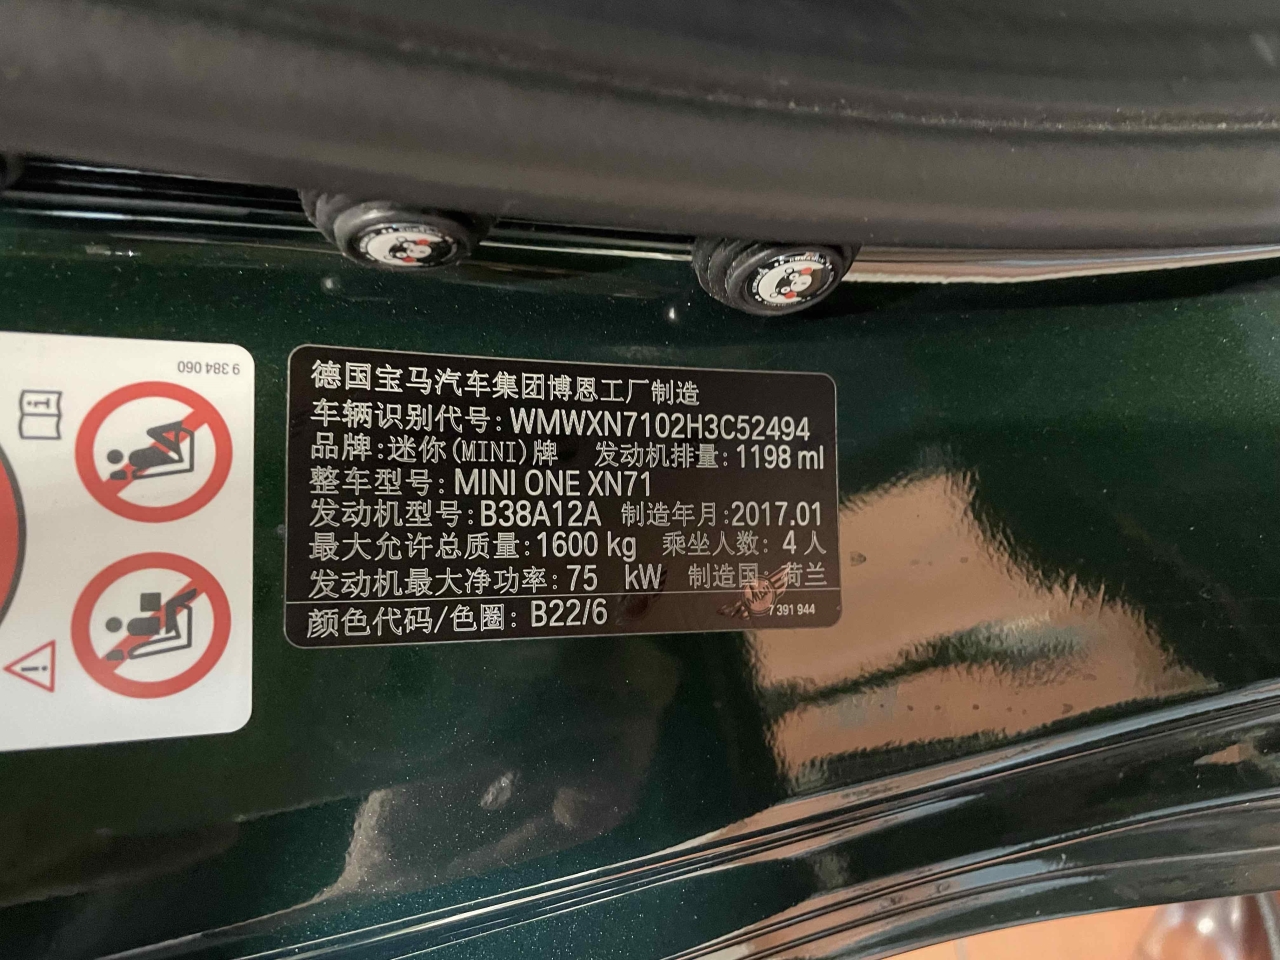 9 384 060
德国宝马汽车集团博恩工厂制造
车辆识别代号: WMWXN7102H3C52494
品牌:迷你(MINI)牌 发动机排量: 1198 ml
整车型号: MINI ONE XN71
发动机型号: B38A12A 制造年月:2017.01
最大允许总质量: 1600 kg 乘坐人数: 4 人
发动机最大净功率: 75 kW 制造国: 荷兰
颜色代码/色圈: B22/6
7 391 944
MINI